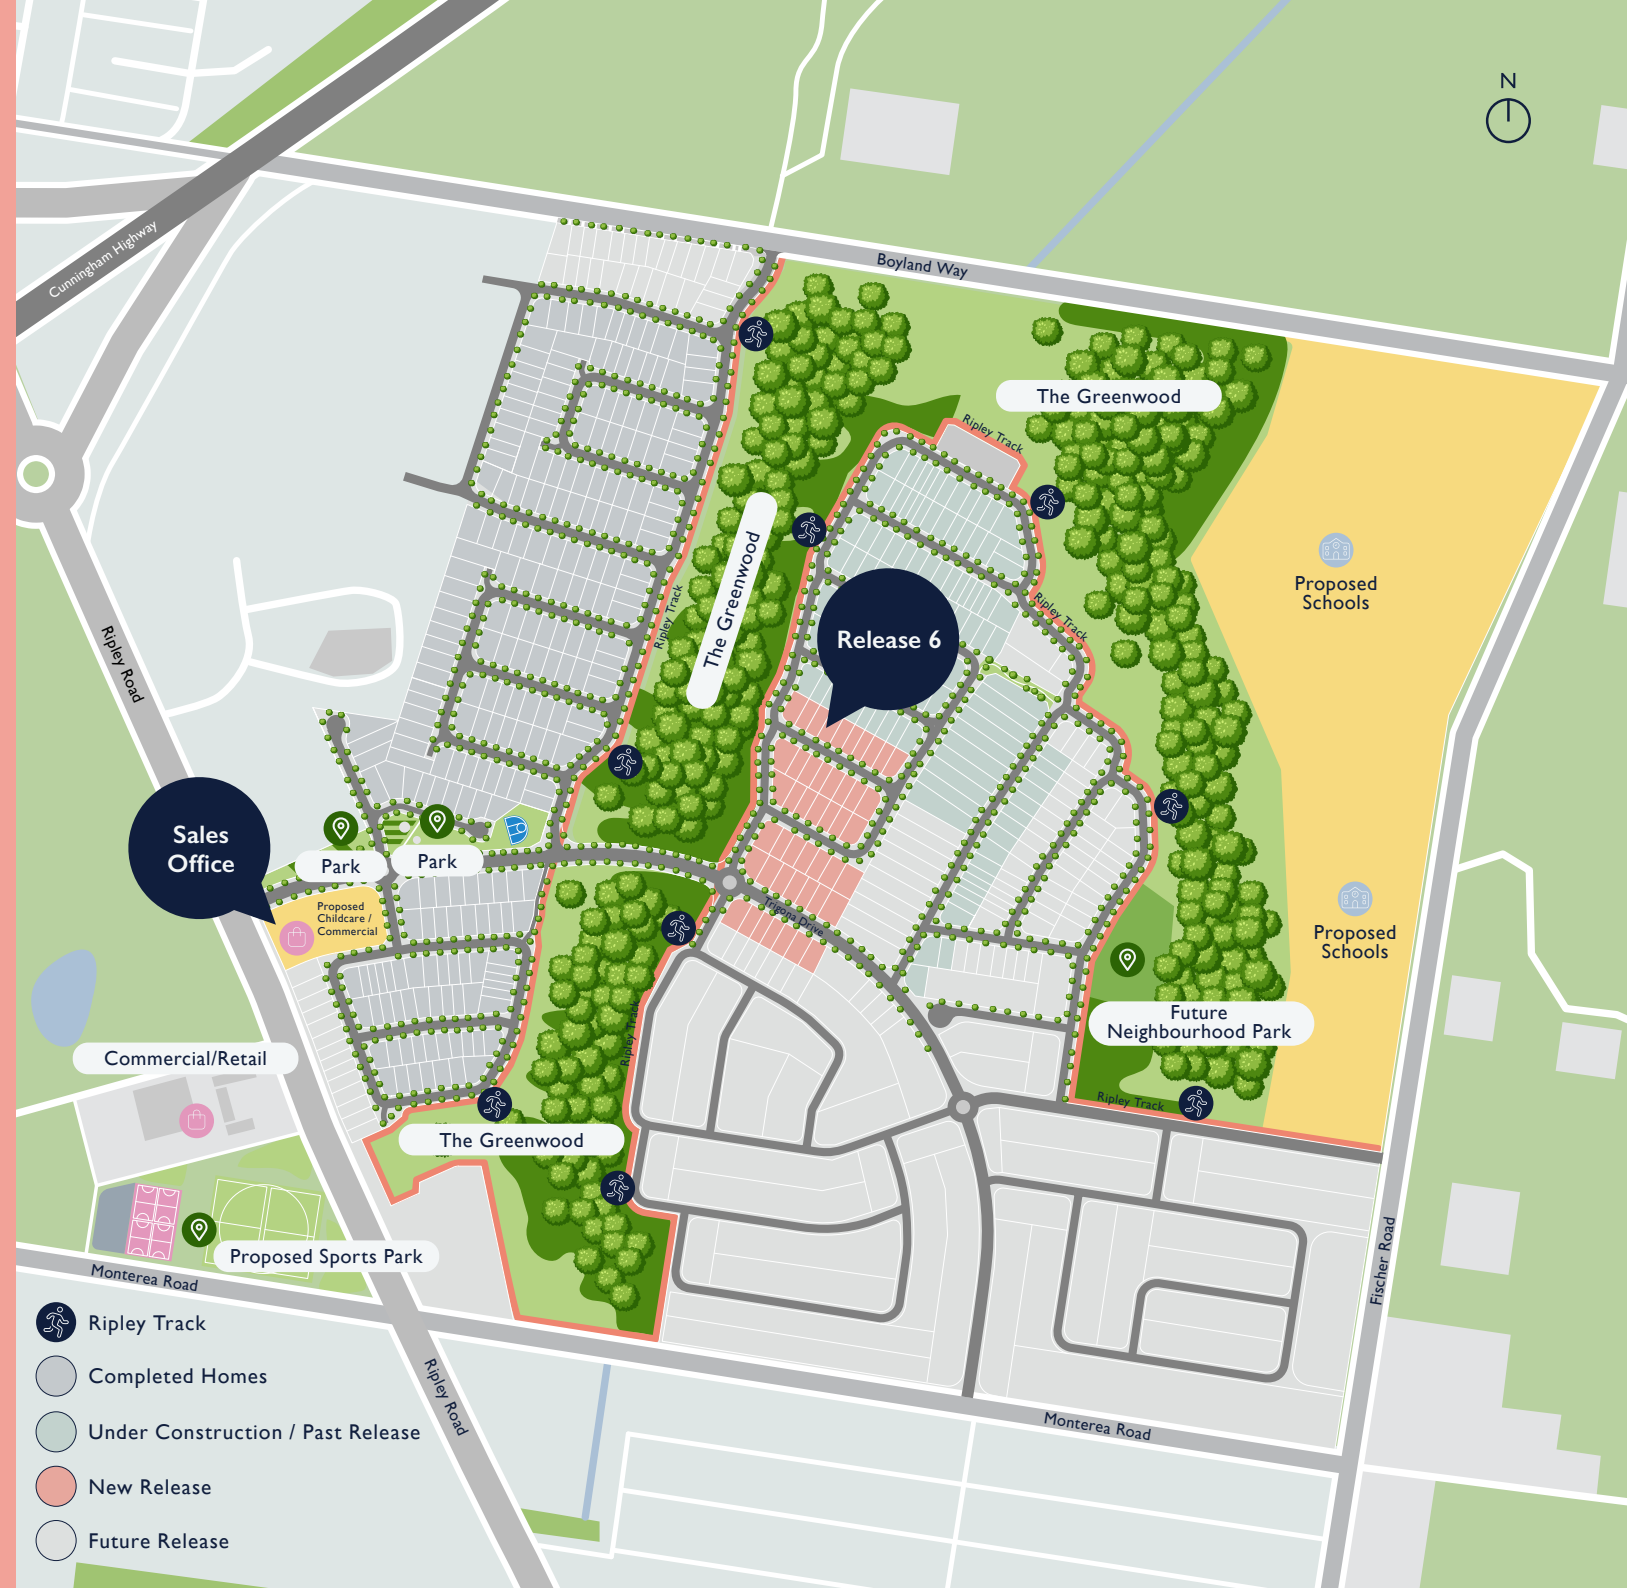 N
Boyland Way
Cunningham Highway
The Greenwood
Ripley Track
The Greenwood
Proposed
Schools
Ripley Track
Ripley Track
Ripley Road
Release 6
Sales
Office
Park
Park
Proposed
Childcare /
Commercial
Trigona Drive
Proposed
Schools
Ripley Track
Future
Neighbourhood Park
Commercial/Retail
Ripley Track
The Greenwood
Proposed Sports Park
Monterea Road
Fischer Road
Ripley Road
Monterea Road
Ripley Track
Completed Homes
Under Construction / Past Release
New Release
Future Release